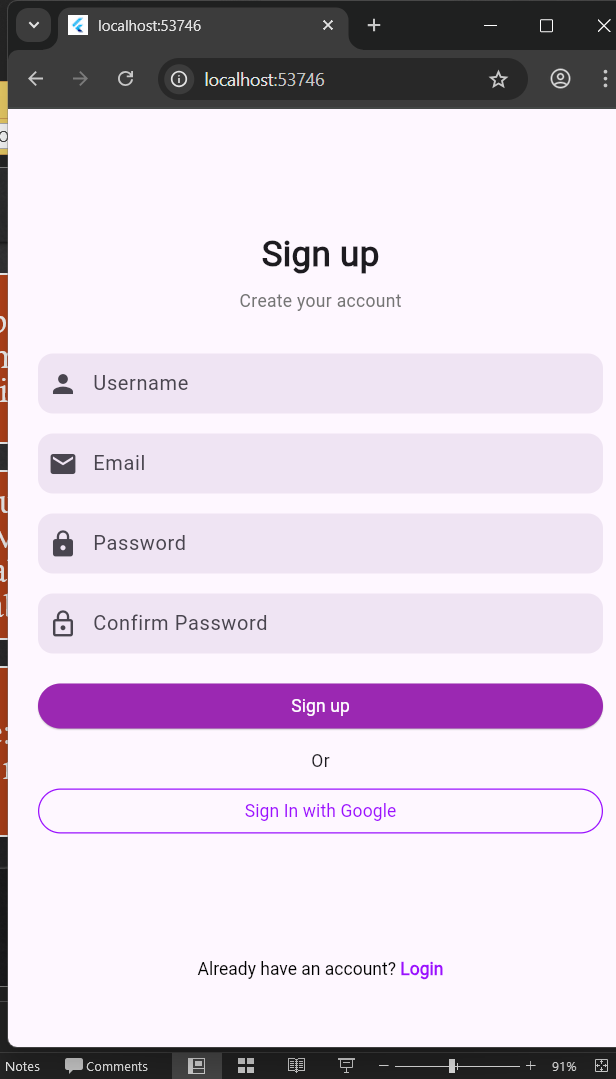 localhost:53746
localhost:53746
Sign up
Create your account
Username
Email
Password
Confirm Password
Sign up
Or
Sign In with Google
Already have an account? Login
Notes
Comments
91%